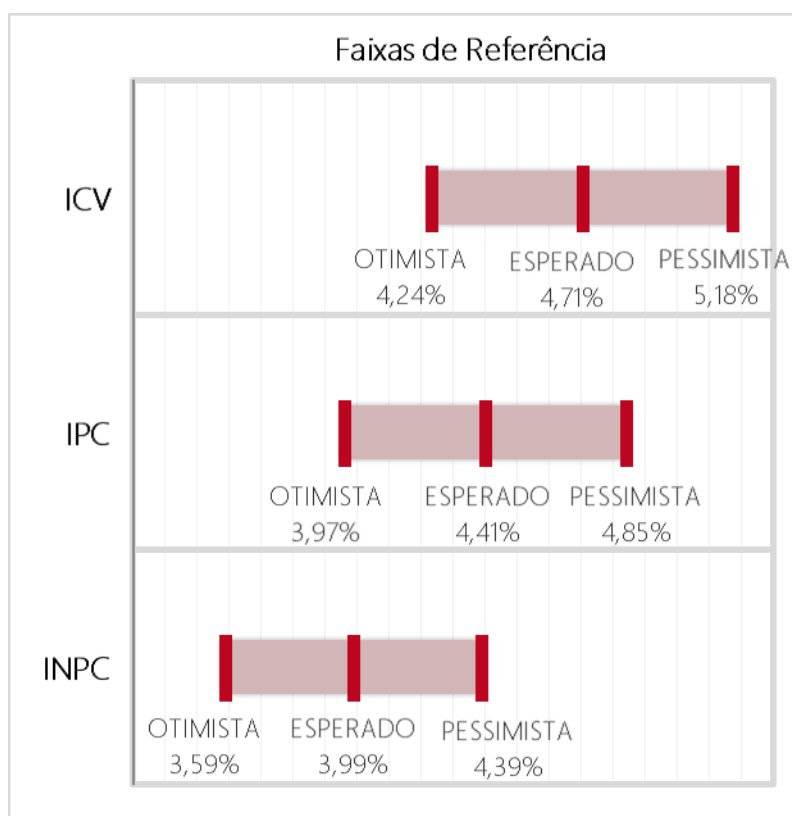 Faixas de Referência
ICV
OTIMISTA ESPERADO PESSIMISTA
4,24% 4,71% 5,18%
IPC
OTIMISTA ESPERADO PESSIMISTA
3,97% 4,41% 4,85%
INPC
OTIMISTA ESPERADO PESSIMISTA
3,59% 3,99% 4,39%